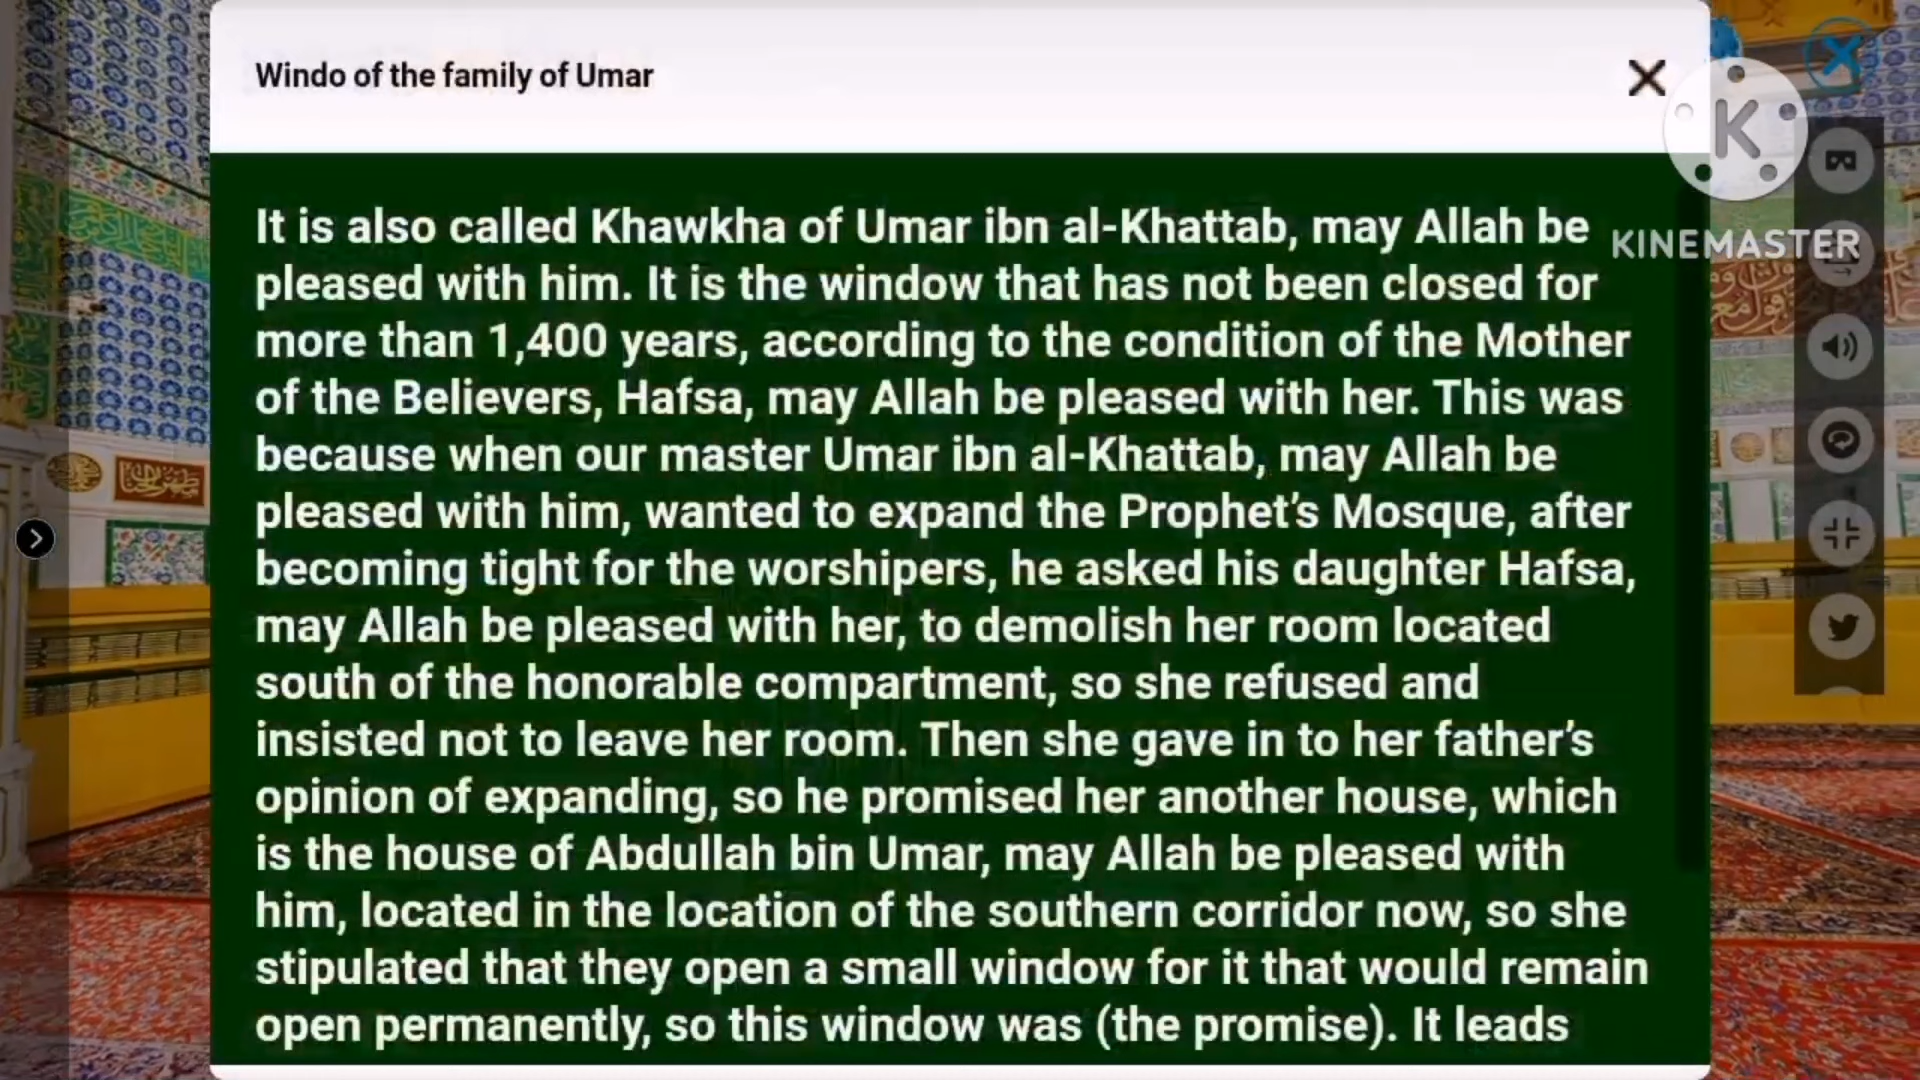 Windo of the family of Umar
It is also called Khawkha of Umar ibn al-Khattab, may Allah be
pleased with him. It is the window that has not been closed for
more than 1,400 years, according to the condition of the Mother
of the Believers, Hafsa, may Allah be pleased with her. This was
because when our master Umar ibn al-Khattab, may Allah be
pleased with him, wanted to expand the Prophet’s Mosque, after
becoming tight for the worshipers, he asked his daughter Hafsa,
may Allah be pleased with her, to demolish her room located
south of the honorable compartment, so she refused and
insisted not to leave her room. Then she gave in to her father’s
opinion of expanding, so he promised her another house, which
is the house of Abdullah bin Umar, may Allah be pleased with
him, located in the location of the southern corridor now, so she
stipulated that they open a small window for it that would remain
open permanently, so this window was (the promise). It leads
K
KINEMASTER